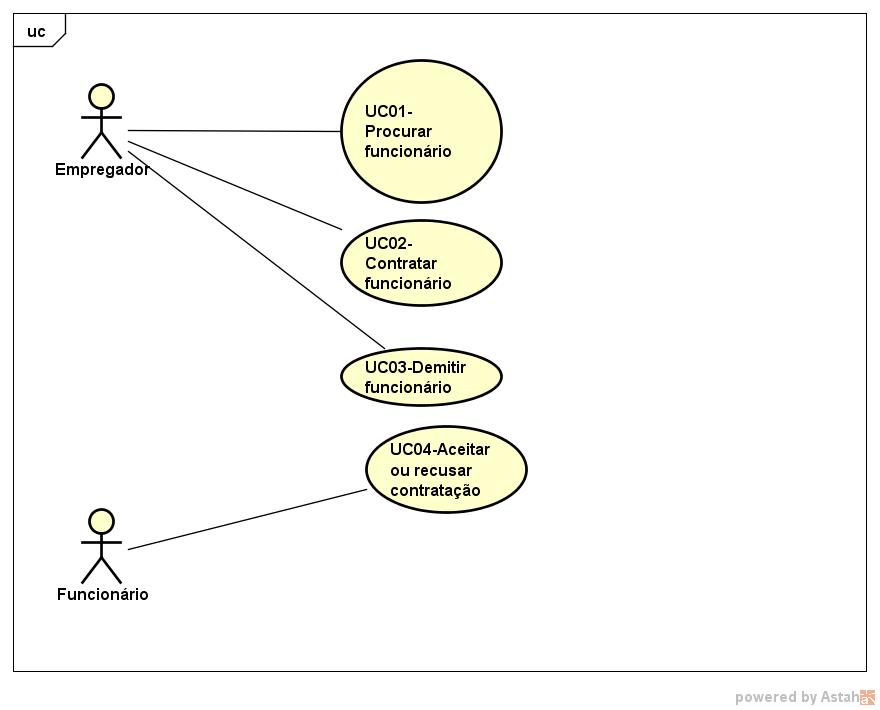 uc
Empregador
UC01-
Procurar
funcionário
UC02-
Contratar
funcionário
UC03-Demitir
funcionário
UC04-Aceitar
ou recusar
contratação
Funcionário
powered by Astah